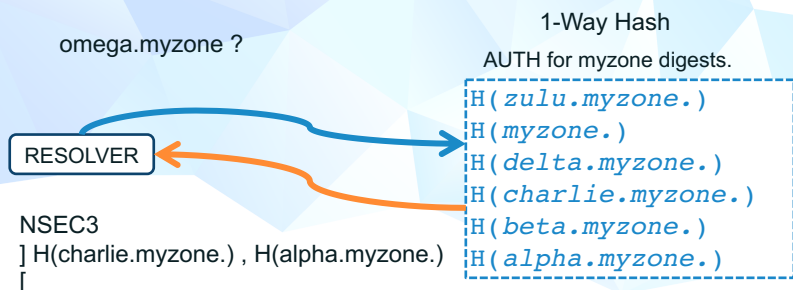 omega.myzone ?
1-Way Hash
AUTH for myzone digests.
H(zulu.myzone.)
H(myzone.)
H(delta.myzone.)
H(charlie.myzone.)
H(beta.myzone.)
H(alpha.myzone.)
RESOLVER
NSEC3
] H(charlie.myzone.) , H(alpha.myzone.)
[